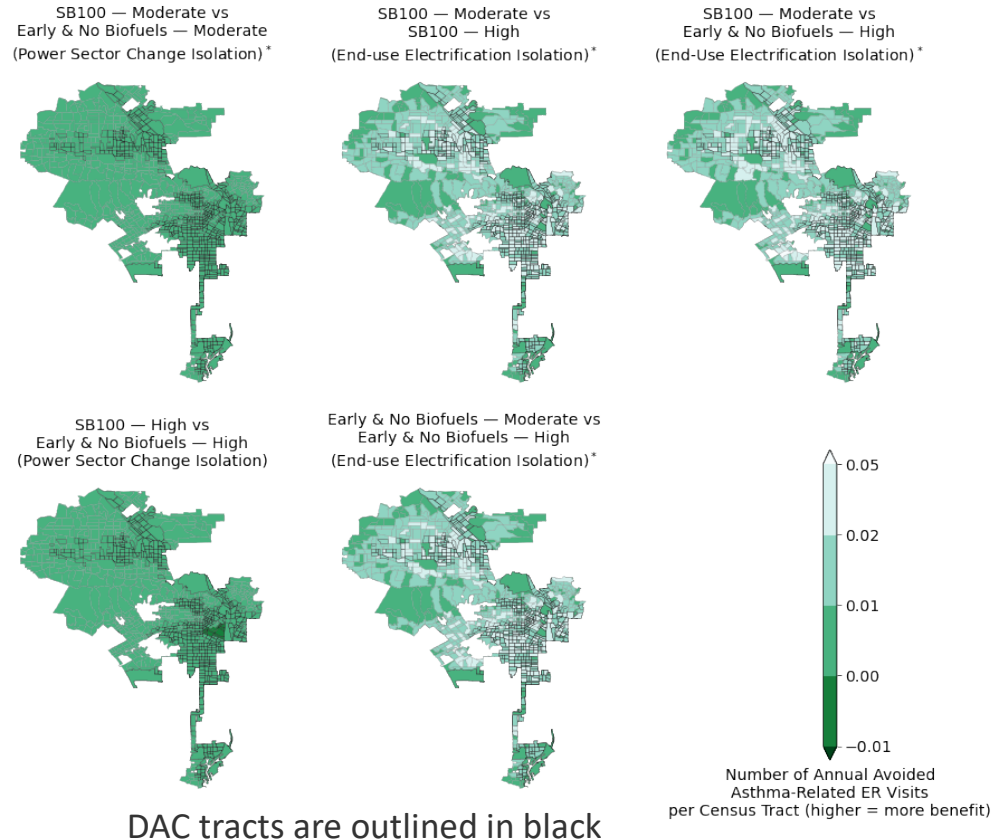 SB100 — Moderate vs
Early & No Biofuels — Moderate
(Power Sector Change Isolation)*
SB100 — Moderate vs
SB100 — High
(End-use Electrification Isolation)*
SB100 — Moderate vs
Early & No Biofuels — High
(End-Use Electrification Isolation)*
SB100 — High vs
Early & No Biofuels — High
(Power Sector Change Isolation)
Early & No Biofuels — Moderate vs
Early & No Biofuels — High
(End-use Electrification Isolation)*
0.05
0.02
0.01
0.00
−0.01
Number of Annual Avoided
Asthma-Related ER Visits
per Census Tract (higher = more benefit)
DAC tracts are outlined in black